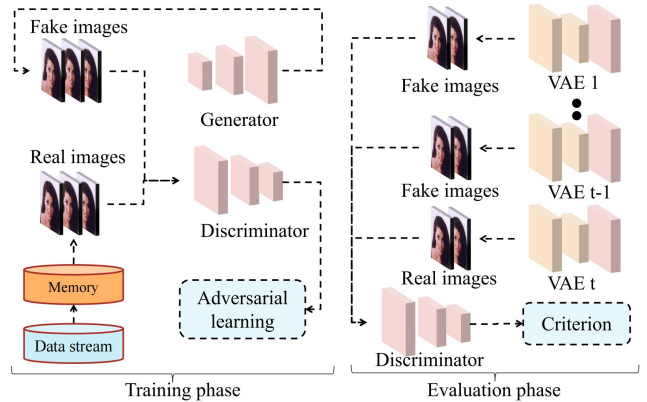 Fake images
Generator
Real images
Discriminator
Memory
Adversarial
learning
Data stream
Training phase
Fake images
VAE 1
Fake images
VAE t-1
Real images
VAE t
Discriminator
Criterion
Evaluation phase